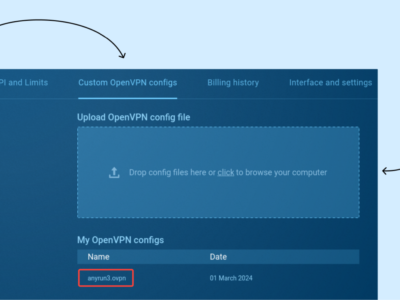 PI and Limits Custom OpenVPN configs Billing history Interface and settings
Upload OpenVPN config file
Drop config files here or click to browse your computer
My OpenVPN configs
Name Date
anyrun3.ovpn 01 March 2024